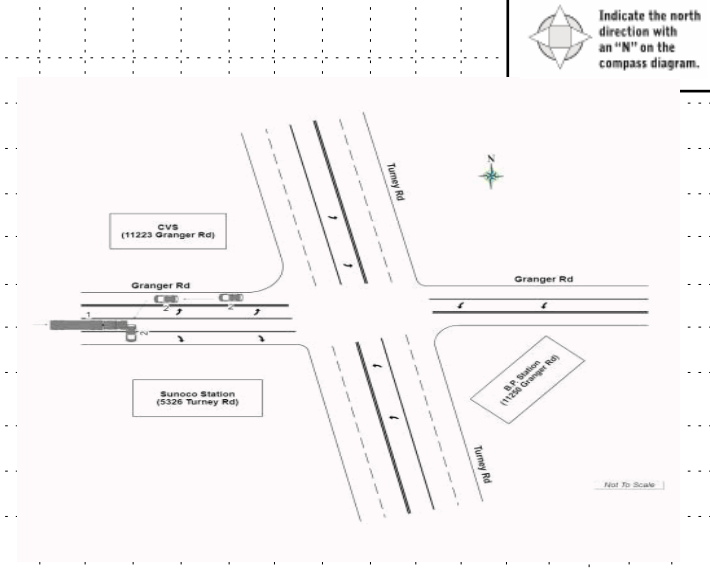 Indicate the north
direction with
an "N" on the
compass diagram.
Turney Rd
N
CVS
(11223 Granger Rd)
Granger Rd
Granger Rd
2
2
1
2
B.P. Station
(11250 Granger Rd)
Sunoco Station
(5326 Turney Rd)
Turney Rd
Not To Scale